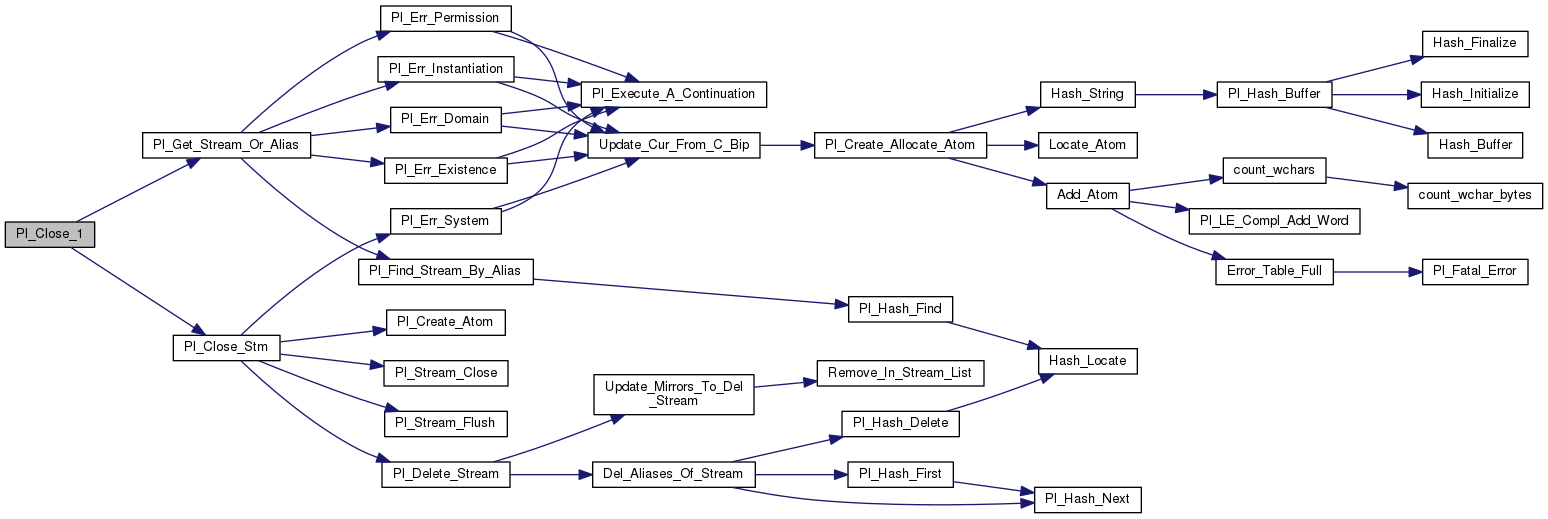 Pl_Close_1
Pl_Get_Stream_Or_Alias
Pl_Close_Stm
Pl_Err_Permission
Pl_Err_Instantiation
Pl_Err_Domain
Pl_Err_Existence
Pl_Err_System
Pl_Find_Stream_By_Alias
Pl_Create_Atom
Pl_Stream_Close
Pl_Stream_Flush
Pl_Delete_Stream
Pl_Execute_A_Continuation
Update_Cur_From_C_Bip
Update_Mirrors_To_Del
_Stream
Del_Aliases_Of_Stream
Pl_Create_Allocate_Atom
Pl_Hash_Find
Remove_In_Stream_List
Pl_Hash_Delete
Pl_Hash_First
Hash_String
Locate_Atom
Add_Atom
Hash_Locate
Pl_Hash_Next
Pl_Hash_Buffer
count_wchars
Pl_LE_Compl_Add_Word
Error_Table_Full
Hash_Finalize
Hash_Initialize
Hash_Buffer
count_wchar_bytes
Pl_Fatal_Error